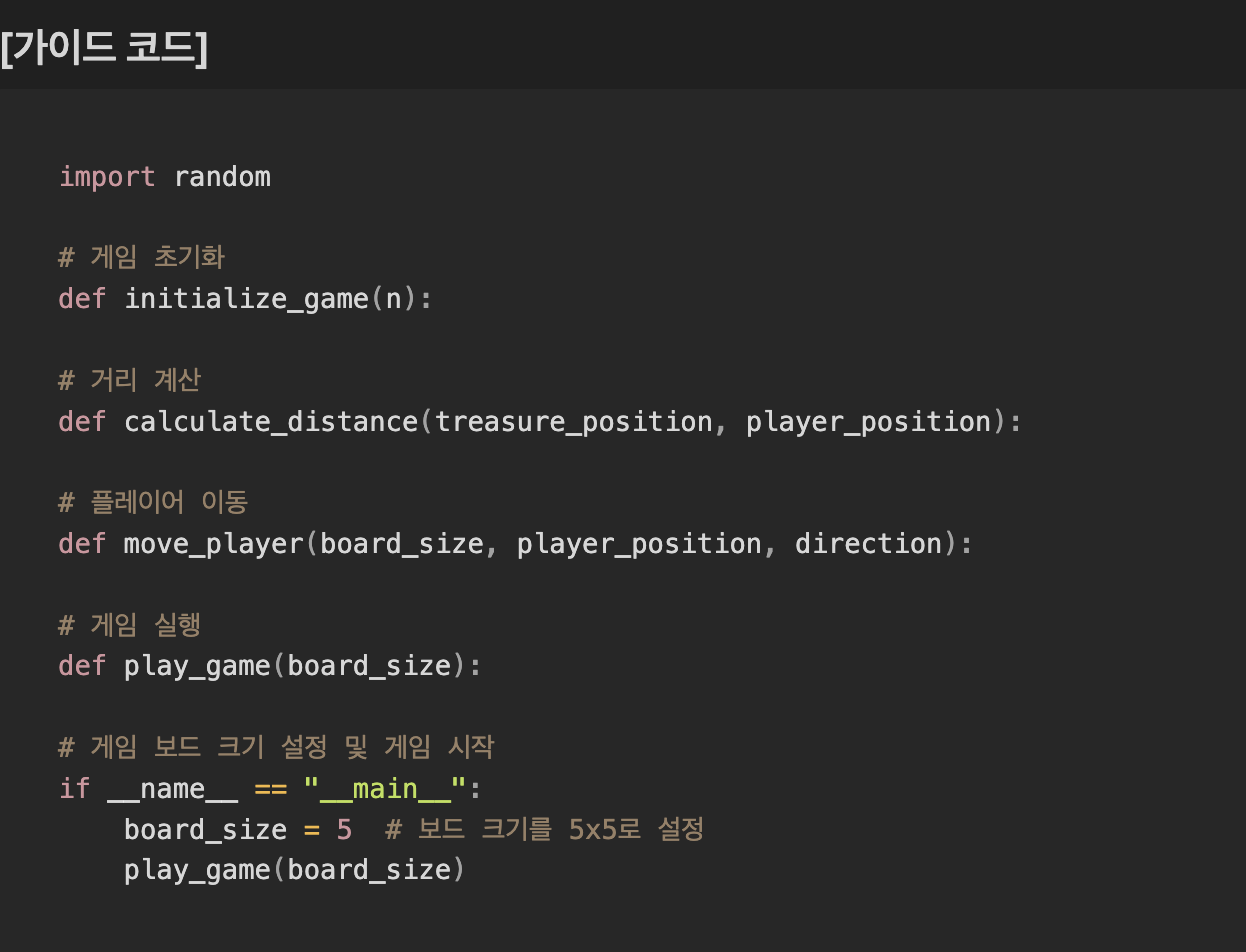 [가이드 코드]
import random
# 게임 초기화
def initialize_game(n):
# 거리 계산
def calculate_distance(treasure_position, player_position):
# 플레이어 이동
def move_player(board_size, player_position, direction):
# 게임 실행
def play_game(board_size):
# 게임 보드 크기 설정 및 게임 시작
if __name__ == "__main__":
    board_size = 5  # 보드 크기를 5x5로 설정
    play_game(board_size)